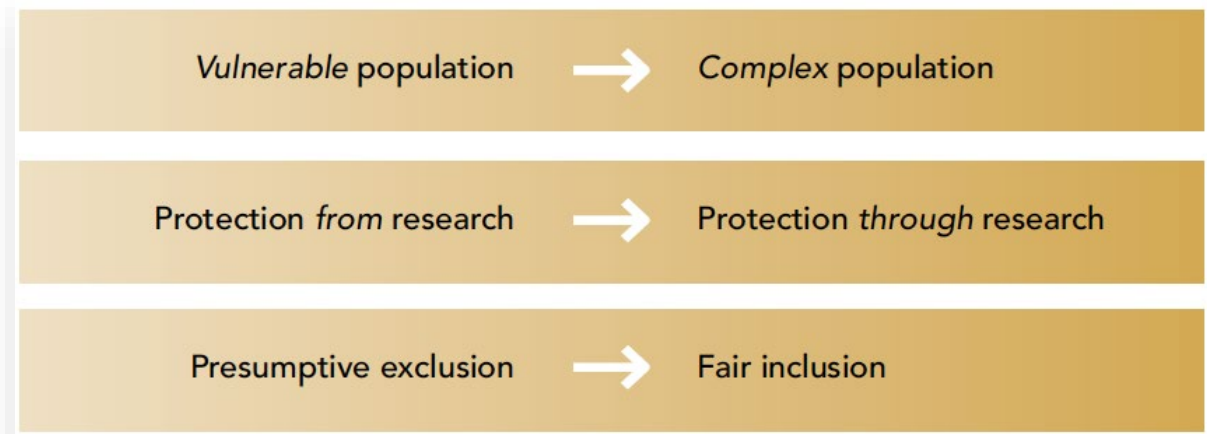 Vulnerable population → Complex population
Protection from research → Protection through research
Presumptive exclusion → Fair inclusion